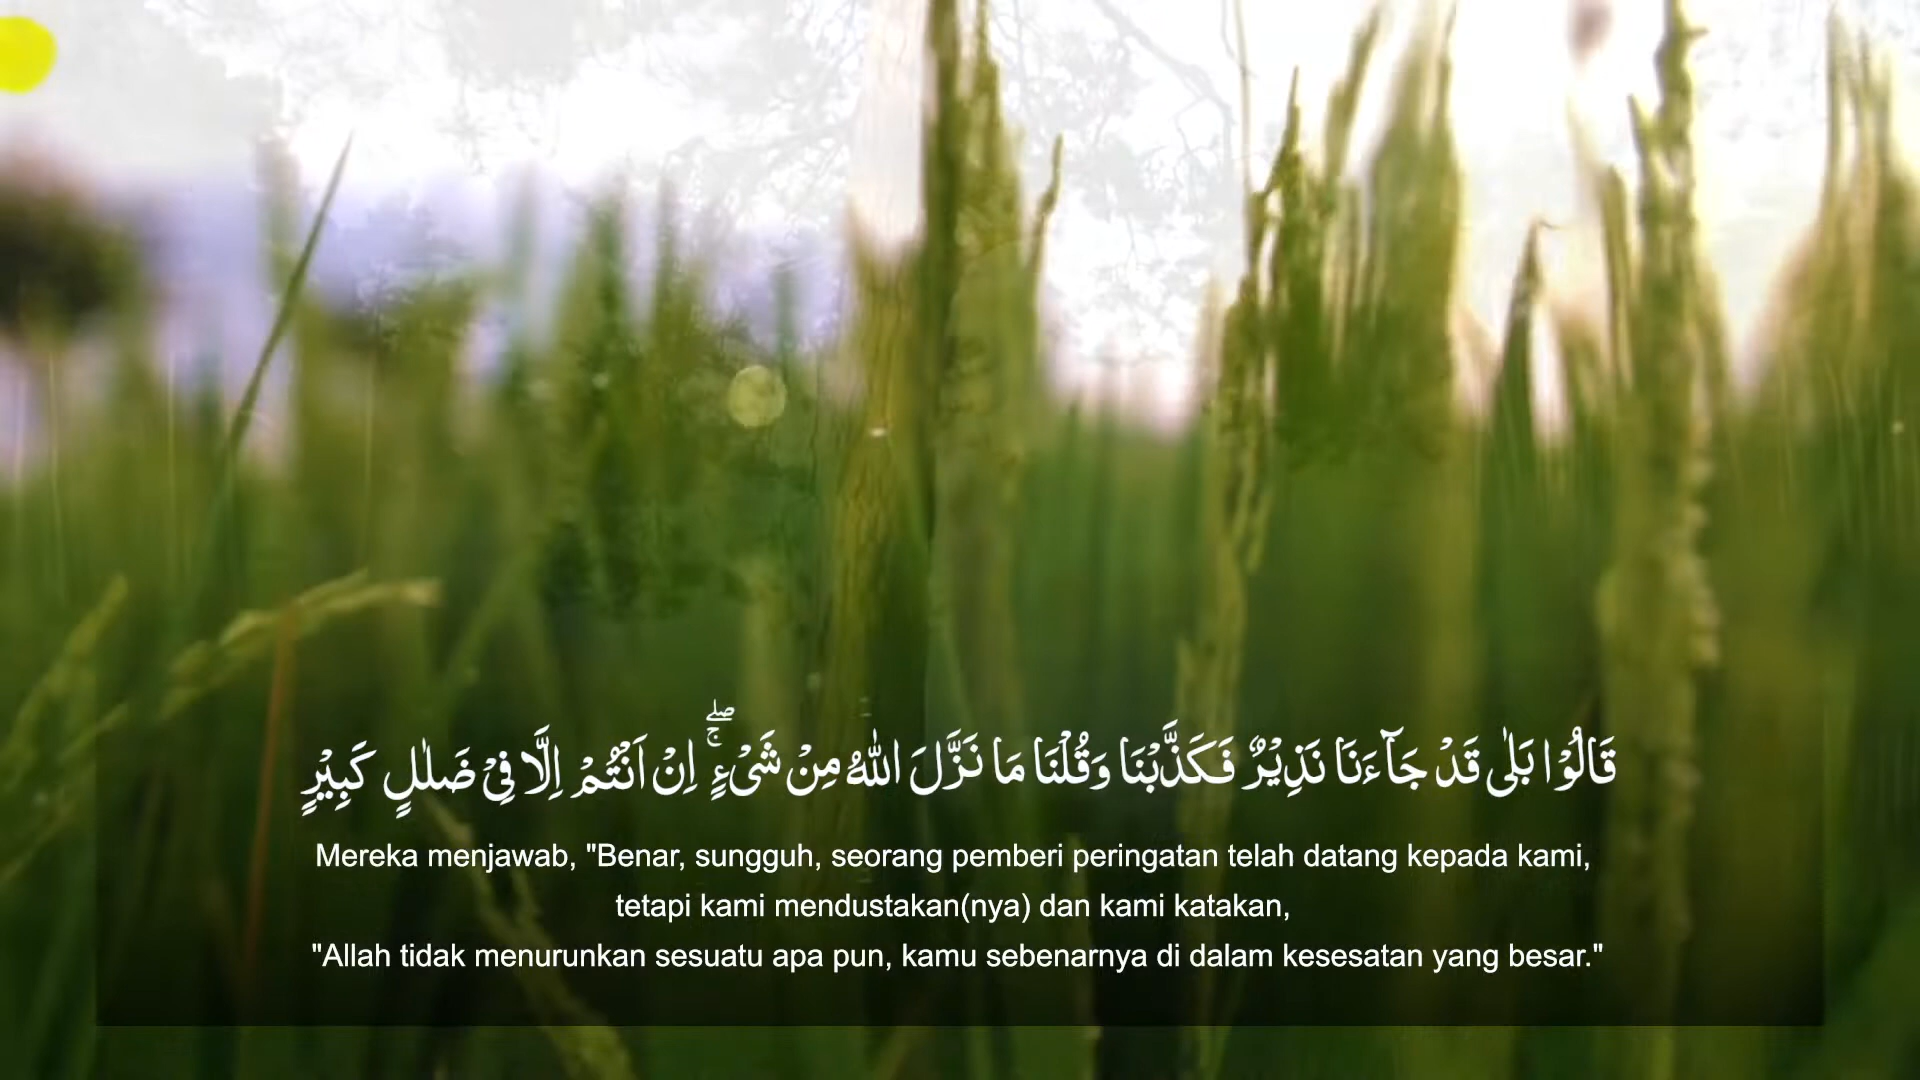 قَالُوْا بَلٰى قَدْ جَاۤءَنَا نَذِيْرٌ فَكَذَّبْنَا وَقُلْنَا مَا نَزَّلَ اللّٰهُ مِنْ شَيْءٍۖ اِنْ اَنْتُمْ اِلَّا فِيْ ضَلٰلٍ كَبِيْرٍ
Mereka menjawab, "Benar, sungguh, seorang pemberi peringatan telah datang kepada kami,
tetapi kami mendustakan(nya) dan kami katakan,
"Allah tidak menurunkan sesuatu apa pun, kamu sebenarnya di dalam kesesatan yang besar."